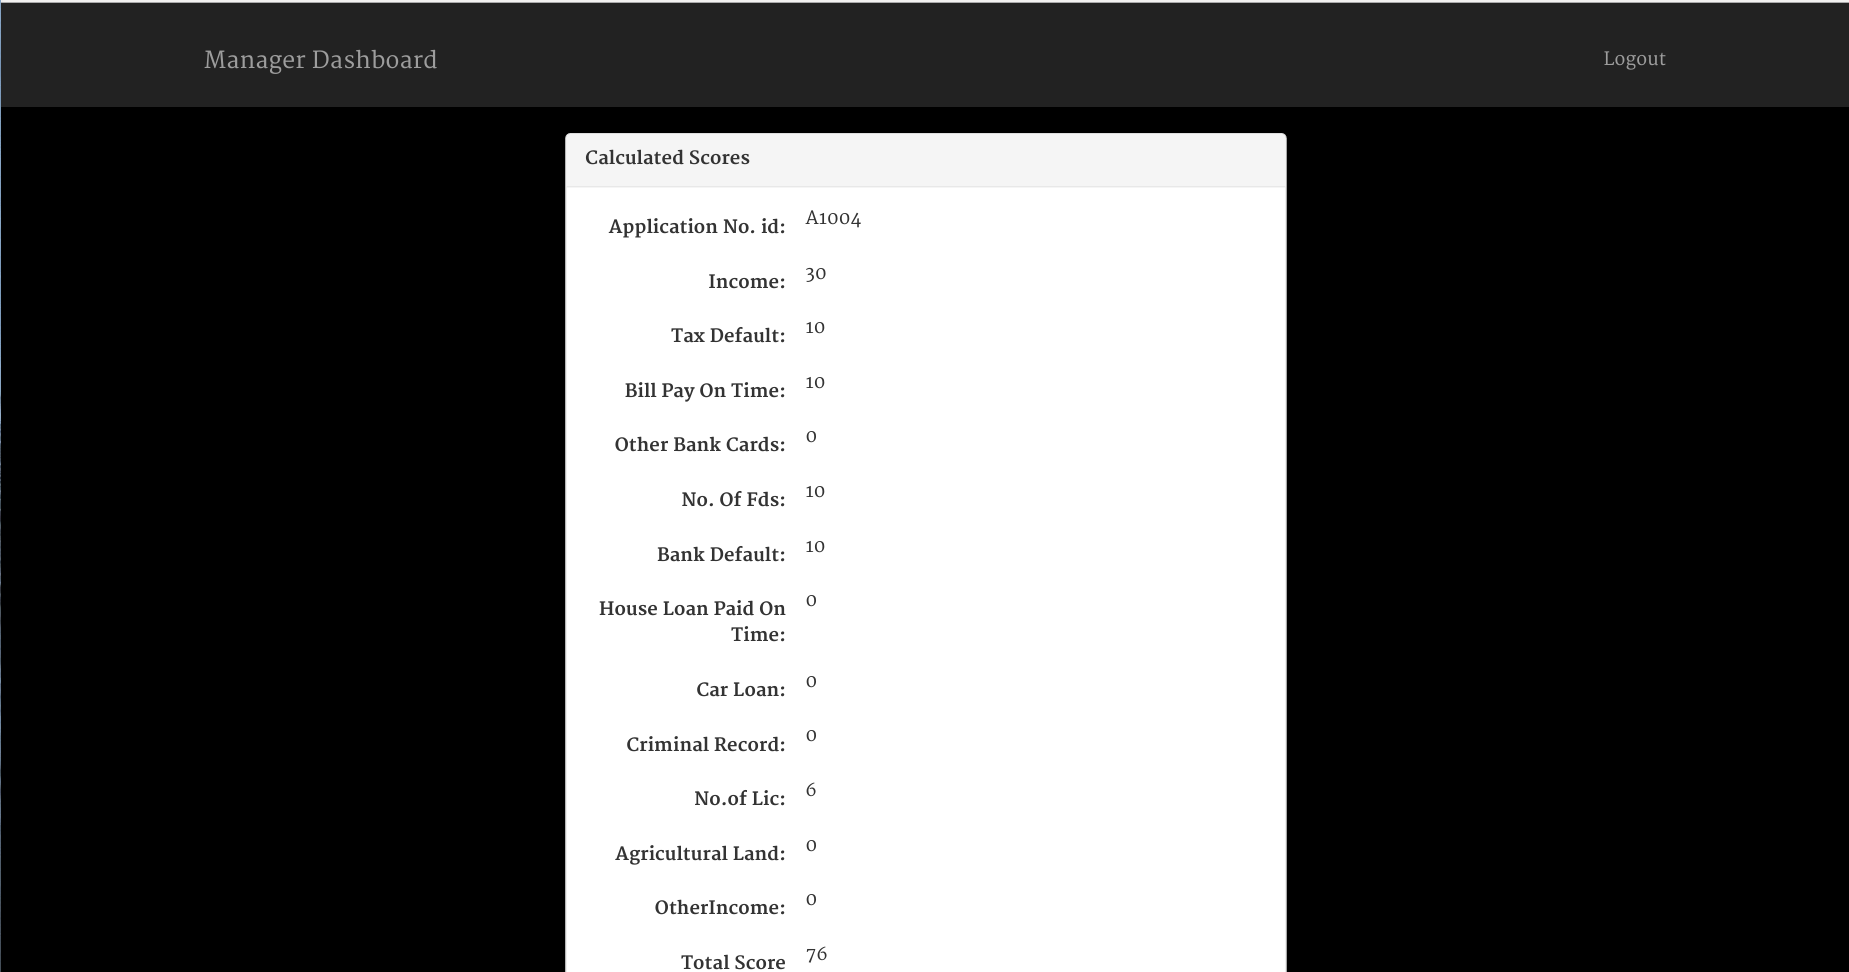 Manager Dashboard
Logout
Calculated Scores
Application No. id: A1004
Income: 30
Tax Default: 10
Bill Pay On Time: 10
Other Bank Cards: 0
No. Of Fds: 10
Bank Default: 10
House Loan Paid On 0
Time:
Car Loan: 0
Criminal Record: 0
No.of Lic: 6
Agricultural Land: 0
OtherIncome: 0
Total Score 76